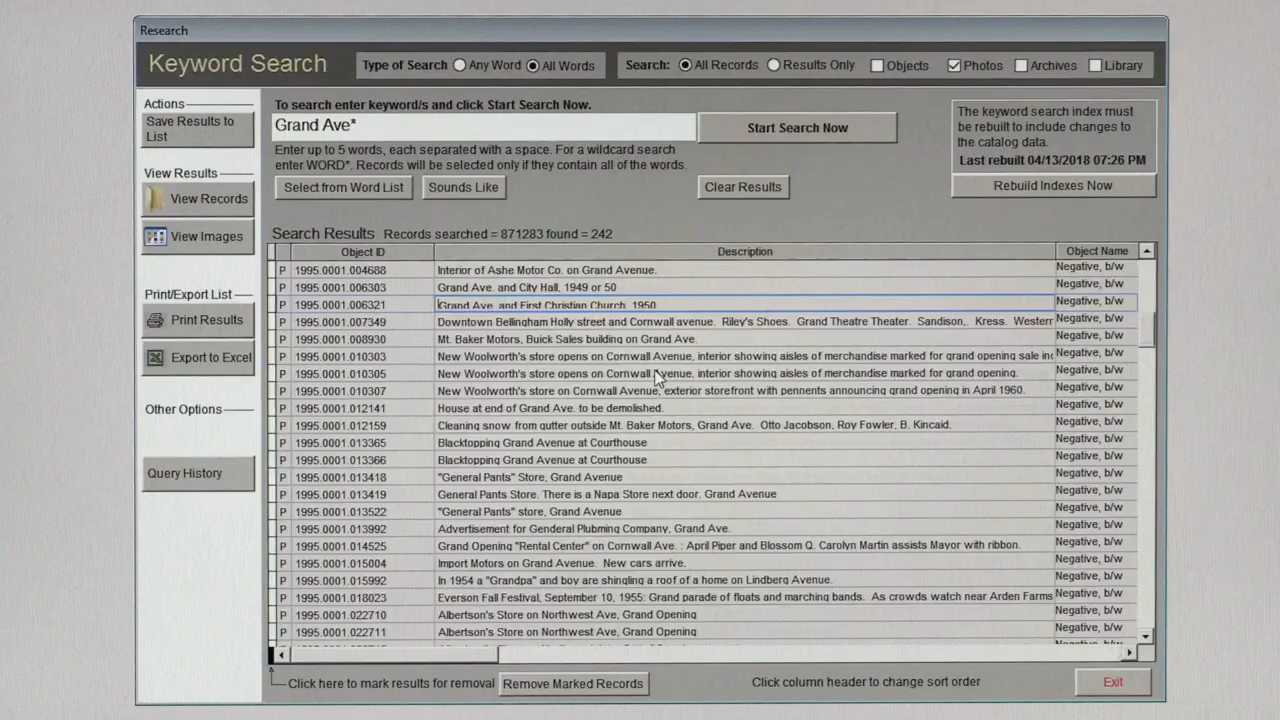 Research
Keyword Search Type of Search Any Word All Words Search: All Records Results Only Objects Photos Archives Library
Actions
Save Results to List
View Results
View Records
View Images
Print/Export List
Print Results
Export to Excel
Other Options
Query History
To search enter keyword/s and click Start Search Now.
Grand Ave* Start Search Now
Enter up to 5 words, each separated with a space. For a wildcard search
enter WORD*. Records will be selected only if they contain all of the words.
Select from Word List Sounds Like Clear Results
The keyword search index must
be rebuilt to include changes to
the catalog data.
Last rebuilt 04/13/2018 07:26 PM
Rebuild Indexes Now
Search Results Records searched = 871283 found = 242
Object ID Description Object Name
P 1995.0001.004688 Interior of Ashe Motor Co. on Grand Avenue. Negative, b/w
P 1995.0001.006303 Grand Ave. and City Hall, 1949 or 50 Negative, b/w
P 1995.0001.006321 Grand Ave. and First Christian Church, 1950 Negative, b/w
P 1995.0001.007349 Downtown Bellingham Holly street and Cornwall avenue. Riley's Shoes. Grand Theatre Theater. Sandison,. Kress. Western Negative, b/w
P 1995.0001.008930 Mt. Baker Motors, Buick Sales building on Grand Ave. Negative, b/w
P 1995.0001.010303 New Woolworth's store opens on Cornwall Avenue, interior showing aisles of merchandise marked for grand opening sale inc Negative, b/w
P 1995.0001.010305 New Woolworth's store opens on Cornwall Avenue, interior showing aisles of merchandise marked for grand opening. Negative, b/w
P 1995.0001.010307 New Woolworth's store on Cornwall Avenue, exterior storefront with pennents announcing grand opening in April 1960. Negative, b/w
P 1995.0001.012141 House at end of Grand Ave. to be demolished. Negative, b/w
P 1995.0001.012159 Cleaning snow from gutter outside Mt. Baker Motors, Grand Ave. Otto Jacobson, Roy Fowler, B. Kincaid. Negative, b/w
P 1995.0001.013365 Blacktopping Grand Avenue at Courthouse Negative, b/w
P 1995.0001.013366 Blacktopping Grand Avenue at Courthouse Negative, b/w
P 1995.0001.013418 "General Pants" Store, Grand Avenue Negative, b/w
P 1995.0001.013419 General Pants Store. There is a Napa Store next door. Grand Avenue Negative, b/w
P 1995.0001.013522 "General Pants" store, Grand Avenue Negative, b/w
P 1995.0001.013992 Advertisement for Genderal Plubming Company, Grand Ave. Negative, b/w
P 1995.0001.014525 Grand Opening "Rental Center" on Cornwall Ave. : April Piper and Blossom Q. Carolyn Martin assists Mayor with ribbon. Negative, b/w
P 1995.0001.015004 Import Motors on Grand Avenue. New cars arrive. Negative, b/w
P 1995.0001.015992 In 1954 a "Grandpa" and boy are shingling a roof of a home on Lindberg Avenue. Negative, b/w
P 1995.0001.018023 Everson Fall Festival, September 10, 1955: Grand parade of floats and marching bands. As crowds watch near Arden Farms Negative, b/w
P 1995.0001.022710 Albertson's Store on Northwest Ave, Grand Opening Negative, b/w
P 1995.0001.022711 Albertson's Store on Northwest Ave, Grand Opening Negative, b/w
Click here to mark results for removal Remove Marked Records Click column header to change sort order Exit